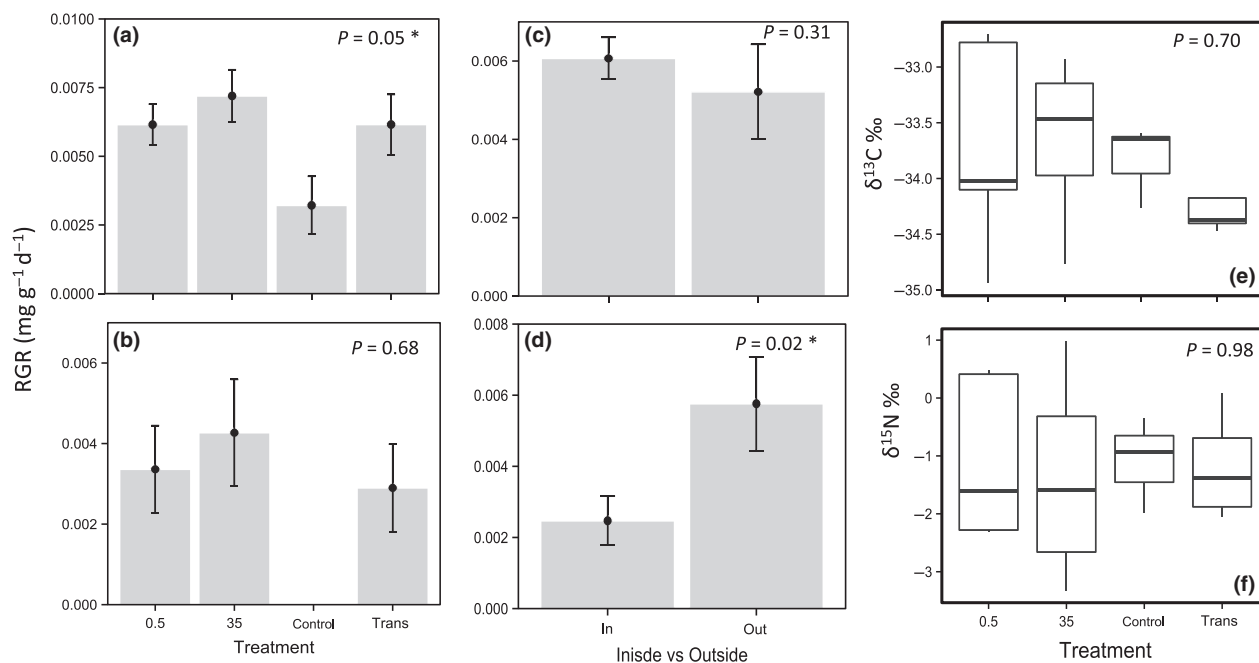 (a)
P = 0.05 *
0.0100
0.0075
0.0050
0.0025
0.0000
(b)
P = 0.68
0.006
0.004
0.002
0.000
0.5 35 Control Trans
Treatment
RGR (mg g⁻¹ d⁻¹)
(c)
P = 0.31
0.006
0.004
0.002
0.000
(d)
P = 0.02 *
0.008
0.006
0.004
0.002
0.000
In Out
Inisde vs Outside
P = 0.70
δ¹³C ‰
–33.0
–33.5
–34.0
–34.5
–35.0
(e)
P = 0.98
δ¹⁵N ‰
1
0
–1
–2
–3
(f)
0.5 35 Control Trans
Treatment